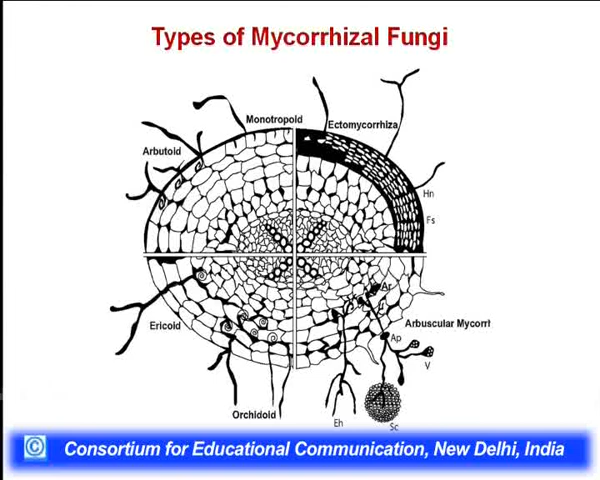 Types of Mycorrhizal Fungi
Monotropoid
Ectomycorrhiza
Arbutoid
Hn
Fs
Ar
Ericoid
Arbuscular Mycorrl
Ap
V
Orchidoid
Eh
Sc
© Consortium for Educational Communication, New Delhi, India